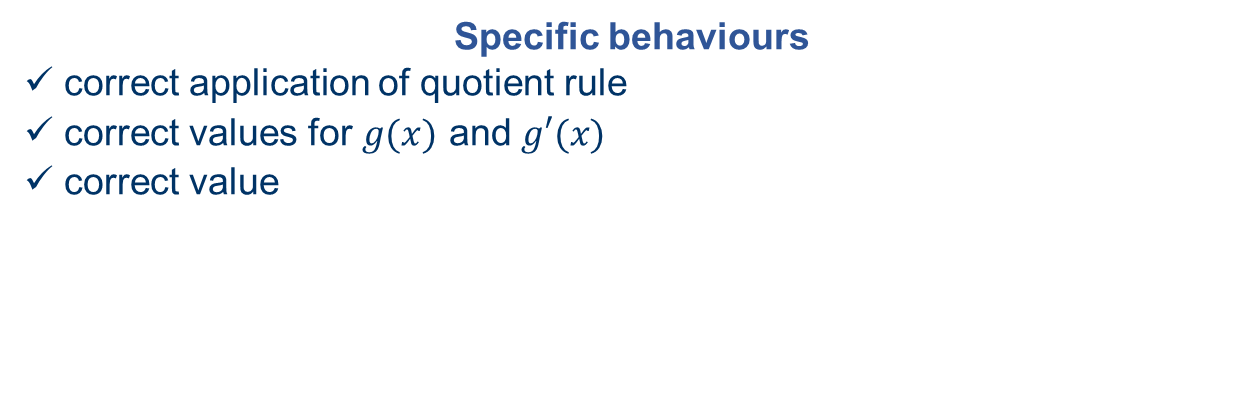 Specific behaviours
✓ correct application of quotient rule
✓ correct values for g(x) and g′(x)
✓ correct value